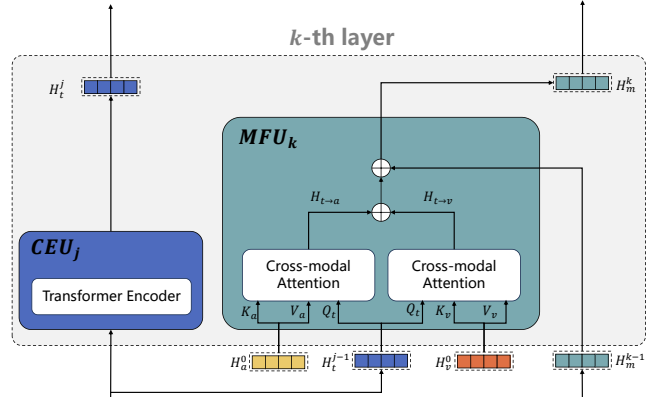 k-th layer
H_t^j
H_m^k
MFU_k
H_{t→a}
H_{t→v}
CEU_j
Transformer Encoder
Cross-modal
Attention
Cross-modal
Attention
K_a
V_a
Q_t
Q_t
K_v
V_v
H_a^0
H_t^{j-1}
H_v^0
H_m^{k-1}